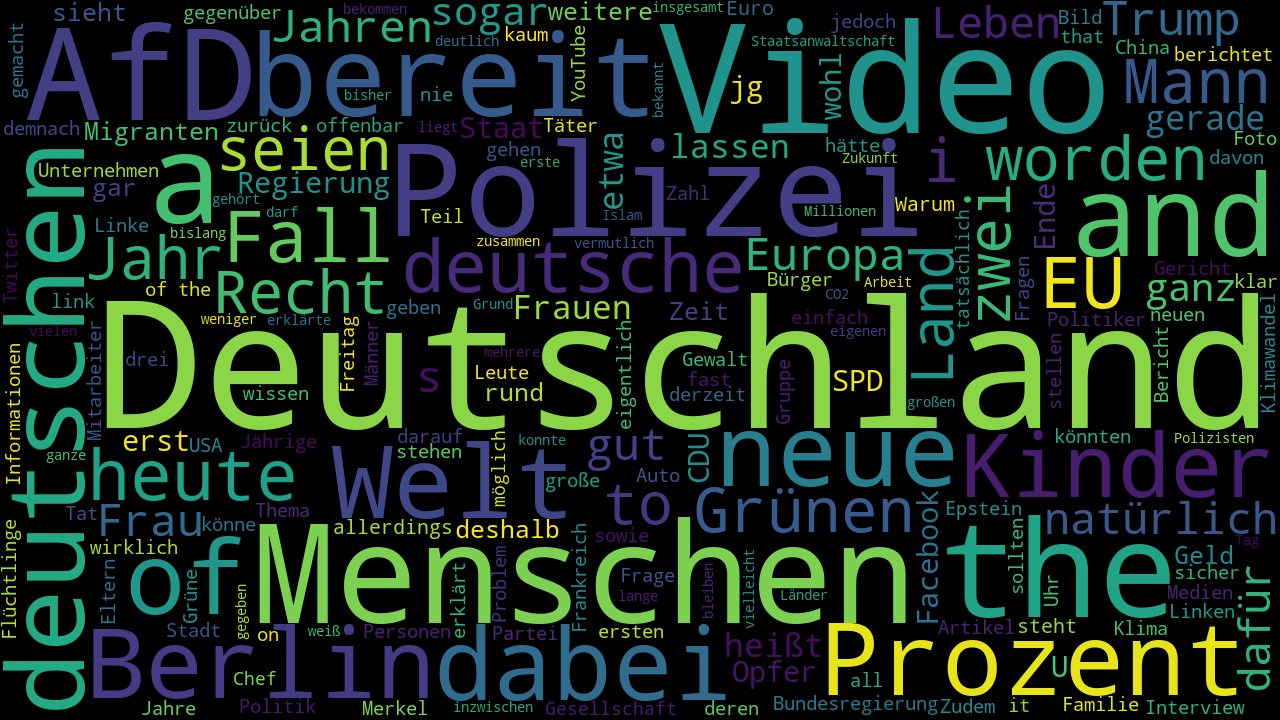 sieht gegenüber bekommen sogar weitere insgesamt Euro jedoch Leben Bild Trump
gemacht AfD Jahren deutlich kaum YouTube Staatsanwaltschaft that China berichtet
bereit bisher nie bekannt Video jg wohl Mann
demnach Migranten zurück offenbar liegt Staat Täter gerade
Unternehmen a seien Polizei gehen erste etwa lassen hätte Zukunft i worden Foto davon
gar gehört Regierung Zahl
Linke bislang darf Fall Teil Islam Millionen Warum zwei Ende and
Twitter Jahr zusammen vermutlich Europa Land tatsächlich
deutschen link of the Recht deutsche Bürger CO2 Arbeit Fragen EU Gericht ganz klar
vielen weniger erklärte geben Grund Frauen Zeit einfach eigenen Politiker neuen
Deutschland
Informationen Mitarbeiter drei wissen Freitag Männer s mehrere Leute rund eigentlich Gewalt fast derzeit Gruppe SPD großen stellen Bericht Klimawandel
ganze erst USA Jährige darauf stehen konnte gut CDU neue Kinder könnten Polizisten
heute Welt möglich große Auto
Tat Frau könne Thema allerdings deshalb to Grünen Facebook Epstein natürlich
Flüchtlinge wirklich sowie Tag
Eltern of Grüne Menschen erklärt Problem Frankreich Frage lange bleiben vielleicht Länder the sollten Uhr Geld sicher
gegeben Medien Linken
Stadt on weiß Personen Partei ersten heißt Artikel steht Klima dafür
Berlin Chef dabei Opfer all Prozent U
Jahre Politik Merkel inzwischen Gesellschaft deren Bundesregierung Zudem it Familie Interview